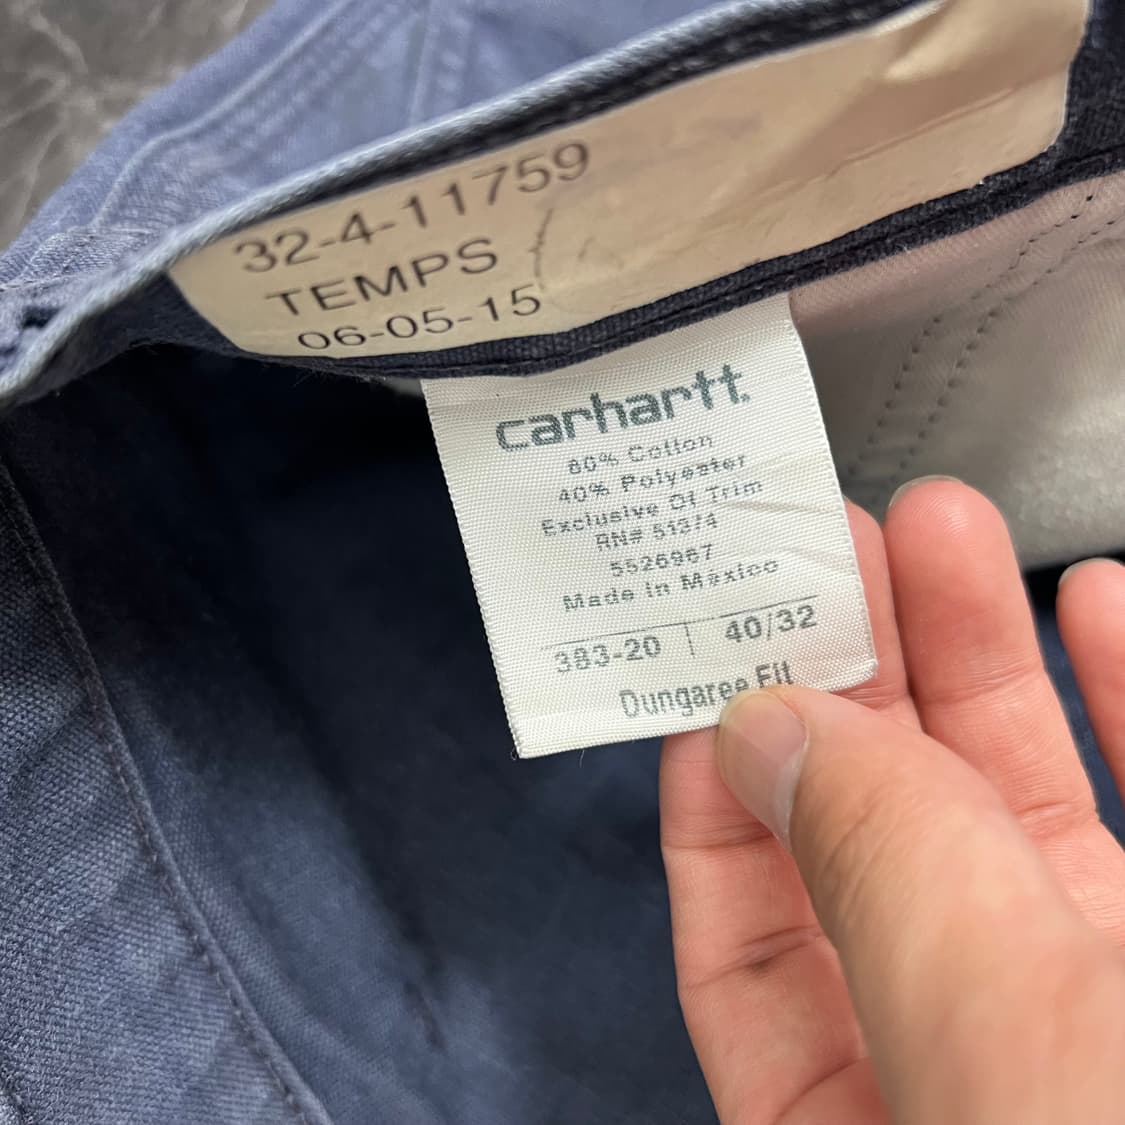 32-4-11759
TEMPS
06-05-15
carhartt.
60% Cotton
40% Polyester
Exclusive Of Trim
RN# 51374
5526967
Made in Mexico
383-20 | 40/32
Dungaree Fit